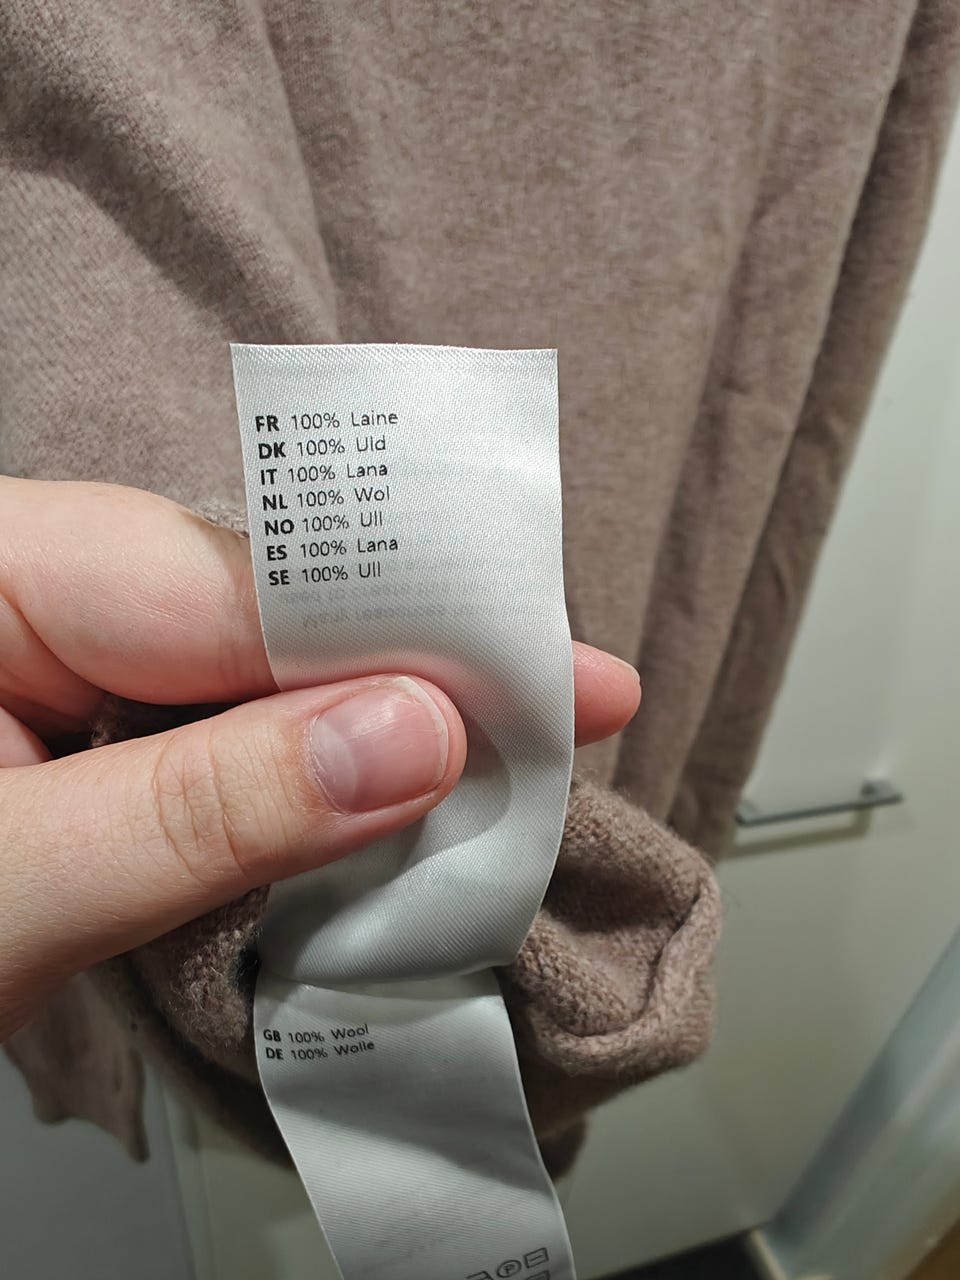 FR 100% Laine
DK 100% Uld
IT 100% Lana
NL 100% Wol
NO 100% Ull
ES 100% Lana
SE 100% Ull
GB 100% Wool
DE 100% Wolle
P